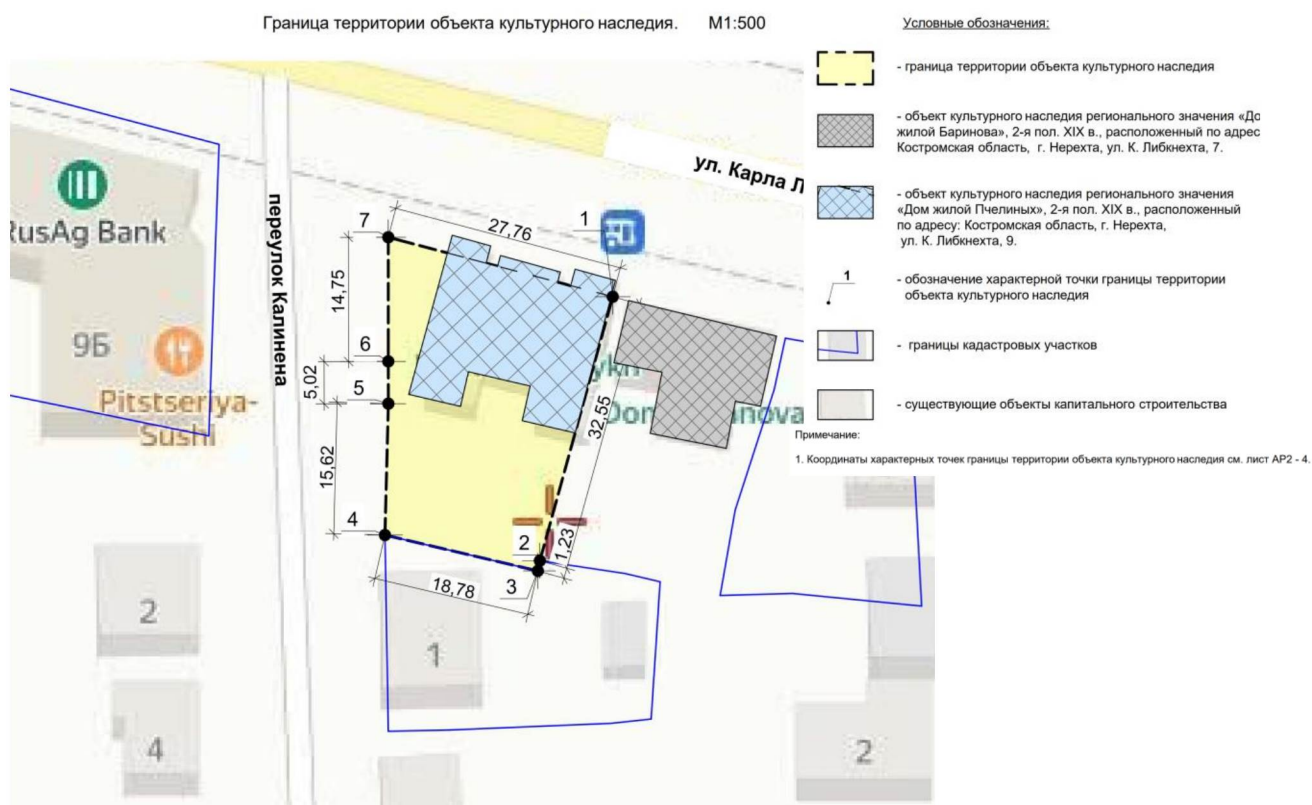 Граница территории объекта культурного наследия. М1:500
Условные обозначения:
- граница территории объекта культурного наследия
- объект культурного наследия регионального значения «До
жилой Баринова», 2-я пол. XIX в., расположенный по адрес
Костромская область, г. Нерехта, ул. К. Либкнехта, 7.
- объект культурного наследия регионального значения
«Дом жилой Пчелиных», 2-я пол. XIX в., расположенный
по адресу: Костромская область, г. Нерехта,
ул. К. Либкнехта, 9.
1
- обозначение характерной точки границы территории
объекта культурного наследия
- границы кадастровых участков
- существующие объекты капитального строительства
Примечание:
1. Координаты характерных точек границы территории объекта культурного наследия см. лист АР2 - 4.
ул. Карла Л
переулок Калинена
RusAg Bank
9Б
Pitstseriya-
Sushi
7
27,76
1
14,75
6
5,02
5
32,55
15,62
4
2
1,23
3
18,78
2
1
4
2